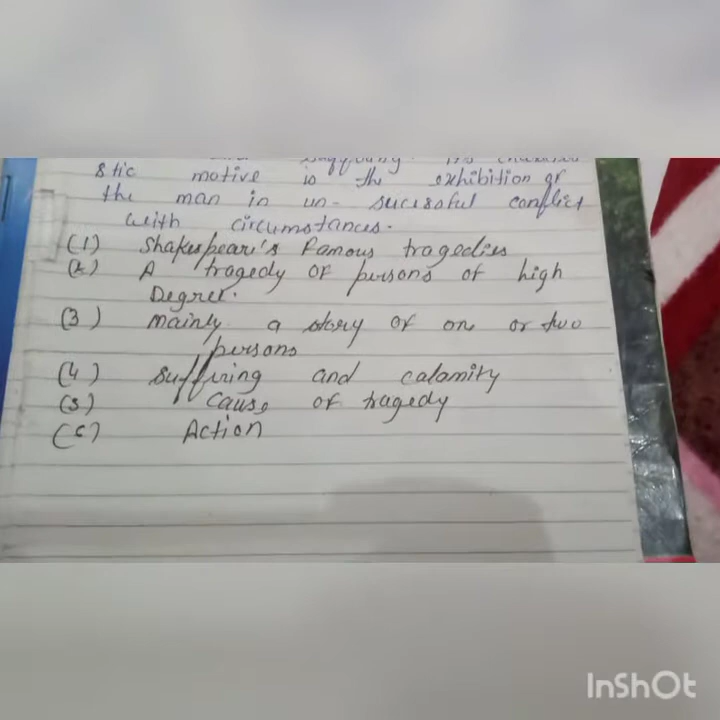 stic motive is the exhibition of
the man in un- sucessful conflict
with circumstances.
(1) Shakespear's Famous tragedies
(2) A tragedy of persons of high
Degree.
(3) mainly a story of one or two
persons
(4) suffering and calamity
(5) cause of tragedy
(6) Action
InShOt